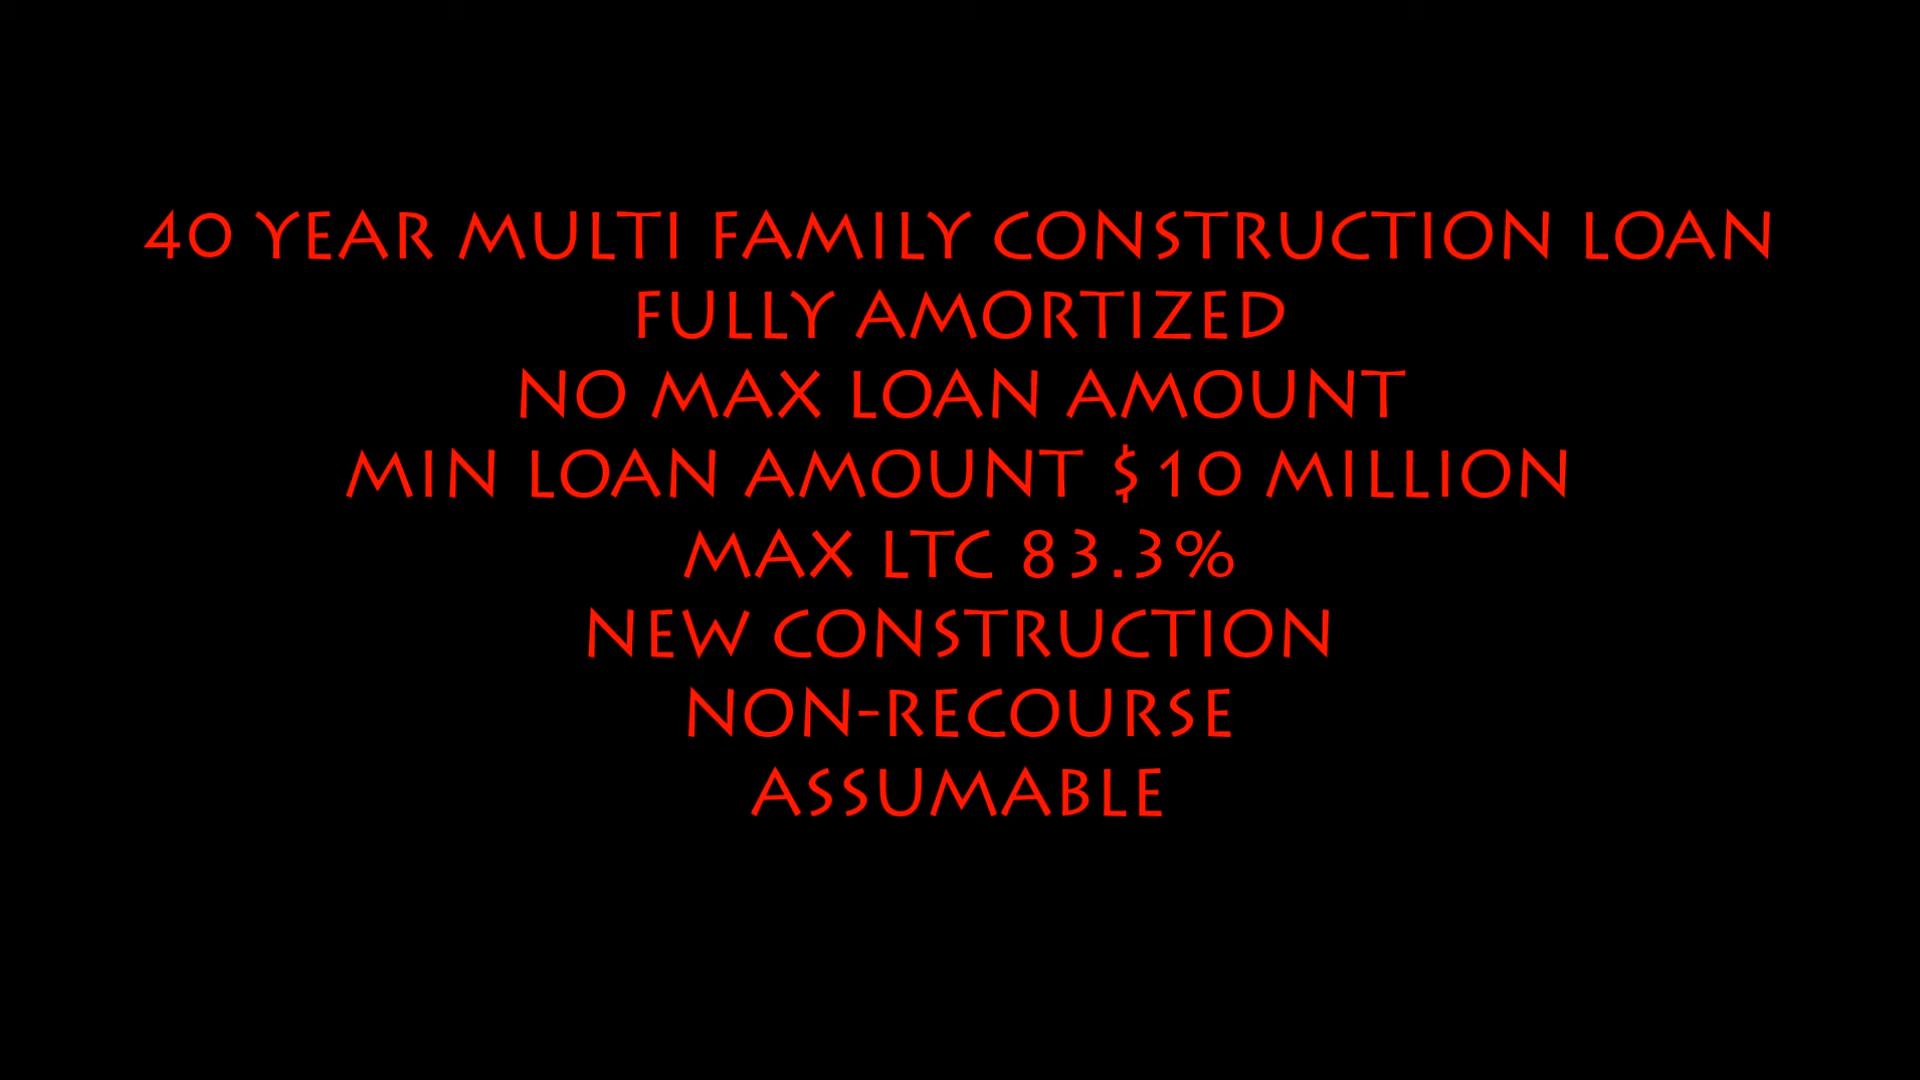 40 YEAR MULTI FAMILY CONSTRUCTION LOAN
FULLY AMORTIZED
NO MAX LOAN AMOUNT
MIN LOAN AMOUNT $10 MILLION
MAX LTC 83.3%
NEW CONSTRUCTION
NON-RECOURSE
ASSUMABLE